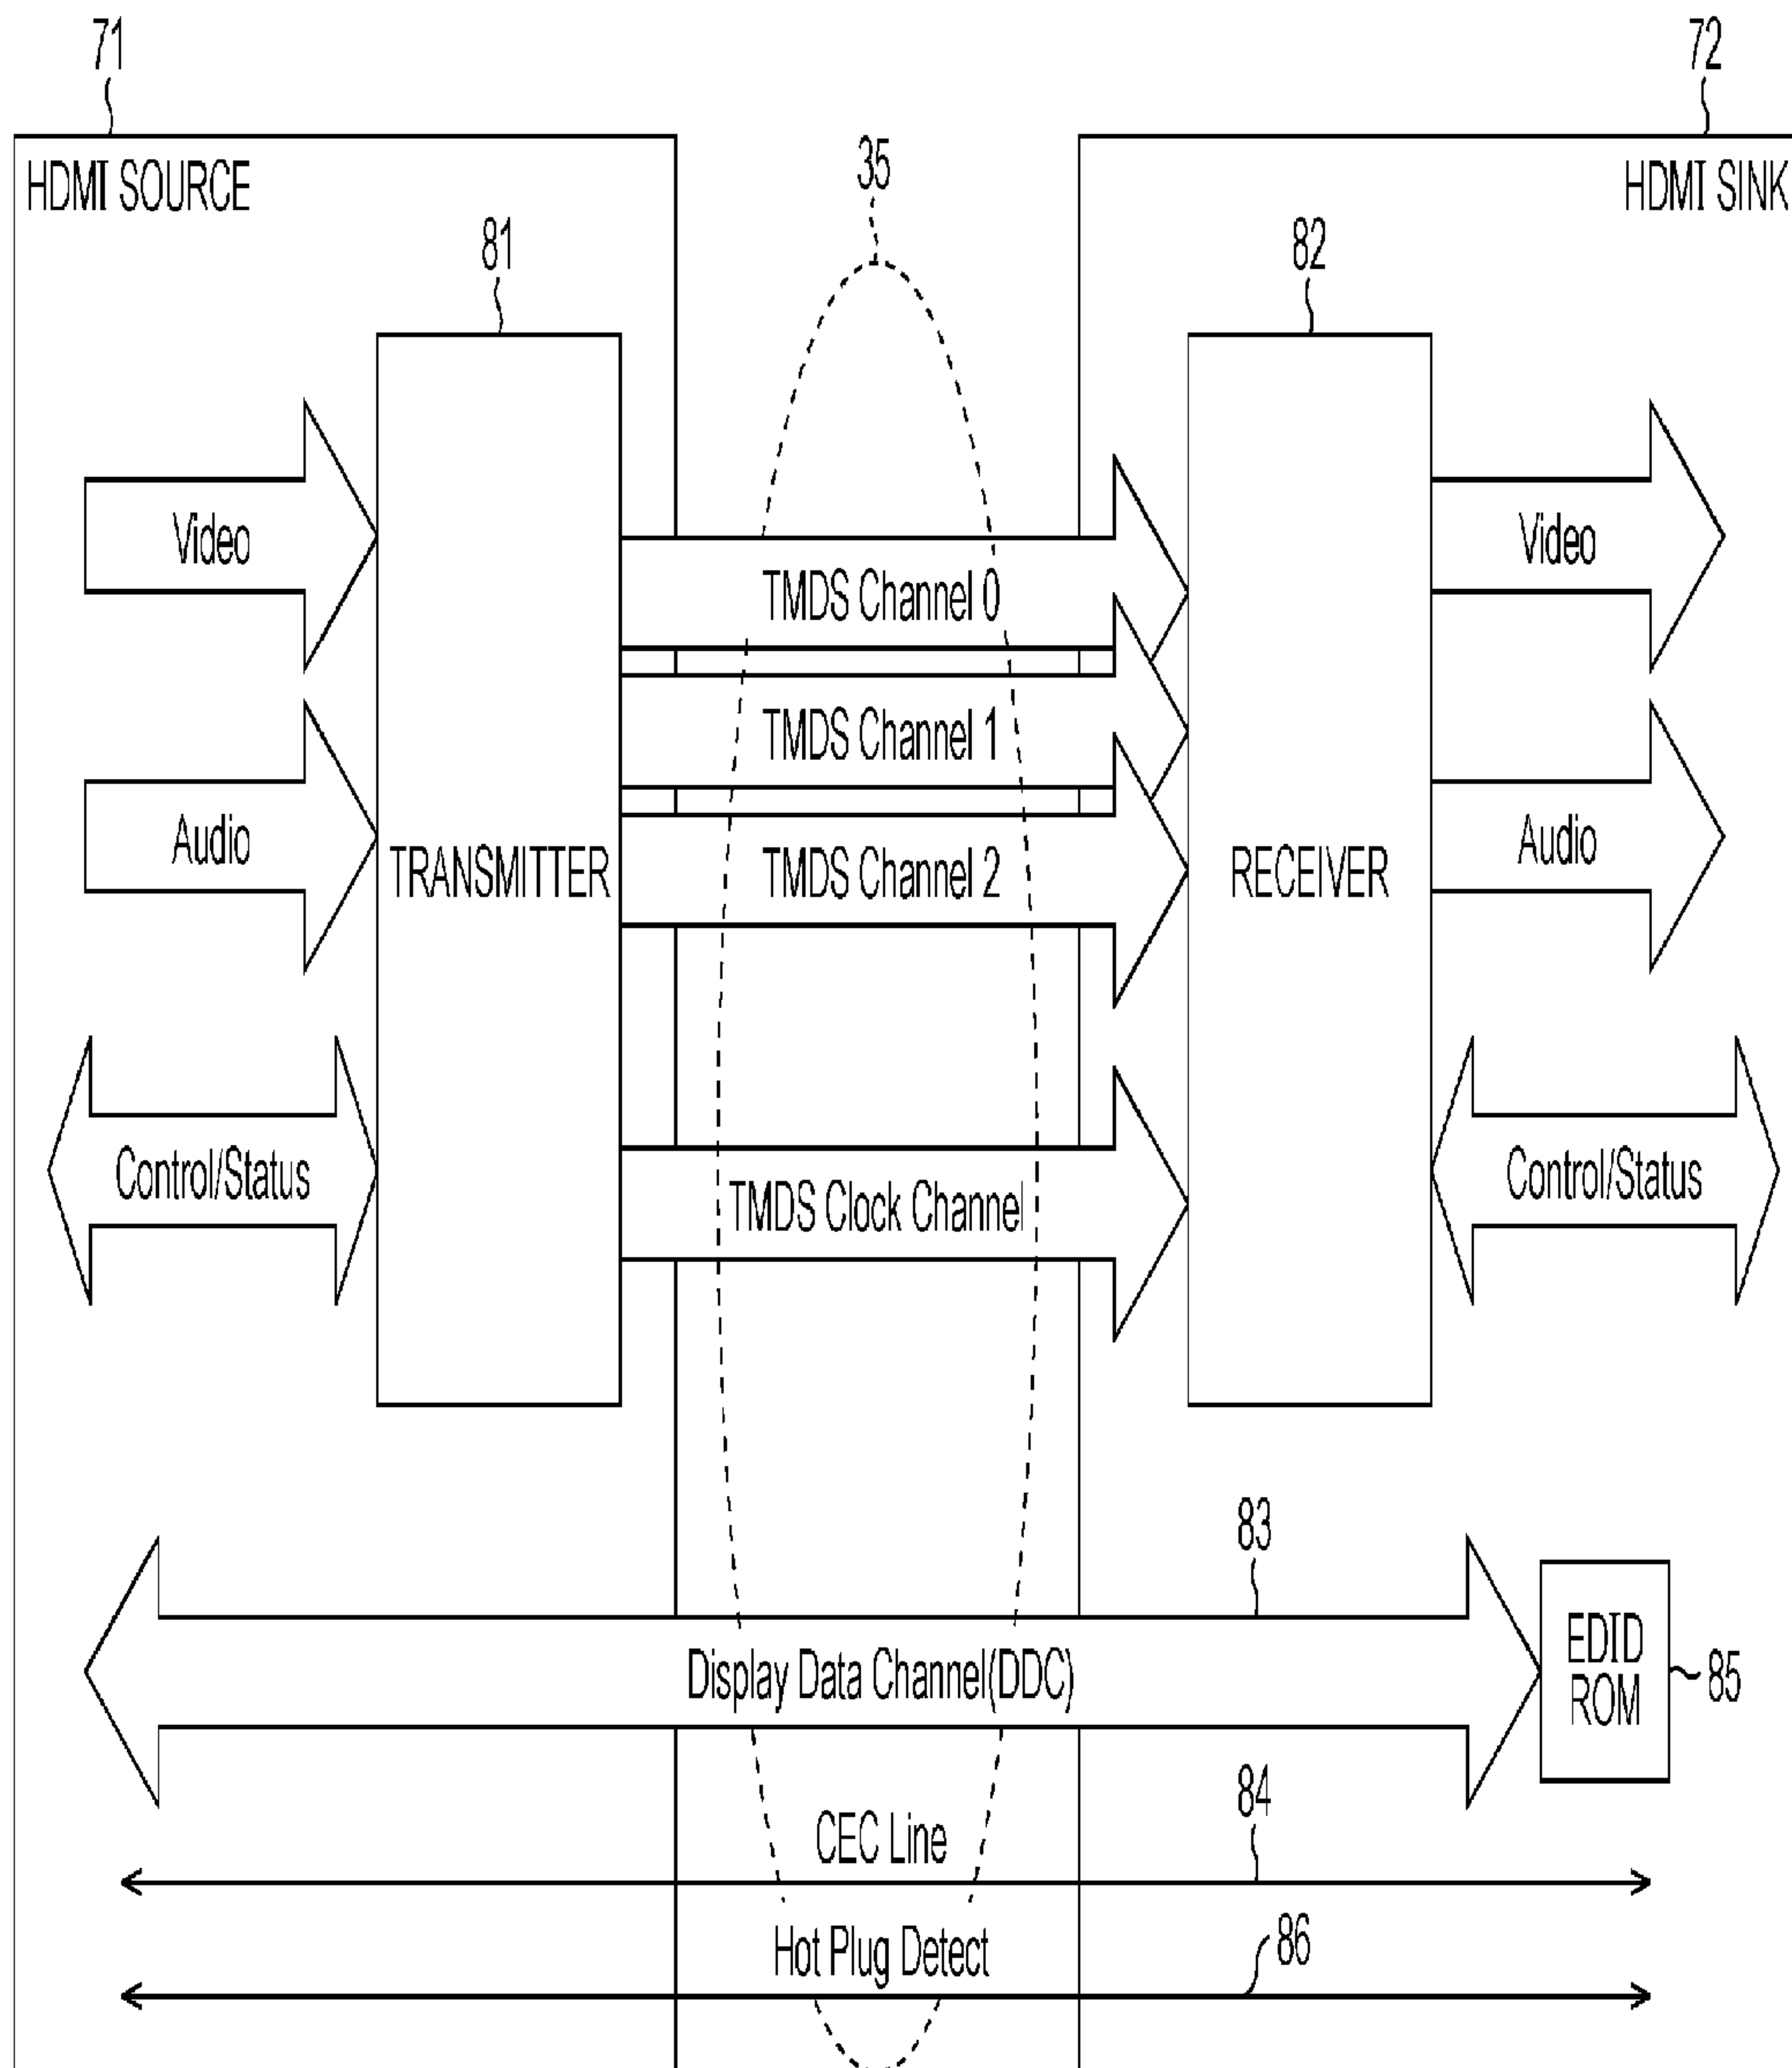 71
72
HDMI SOURCE
35
HDMI SINK
81
82
Video
TMDS Channel 0
Video
TMDS Channel 1
Audio
TRANSMITTER
TMDS Channel 2
RECEIVER
Audio
Control/Status
TMDS Clock Channel
Control/Status
83
Display Data Channel(DDC)
EDID
ROM
85
84
CEC Line
Hot Plug Detect
86